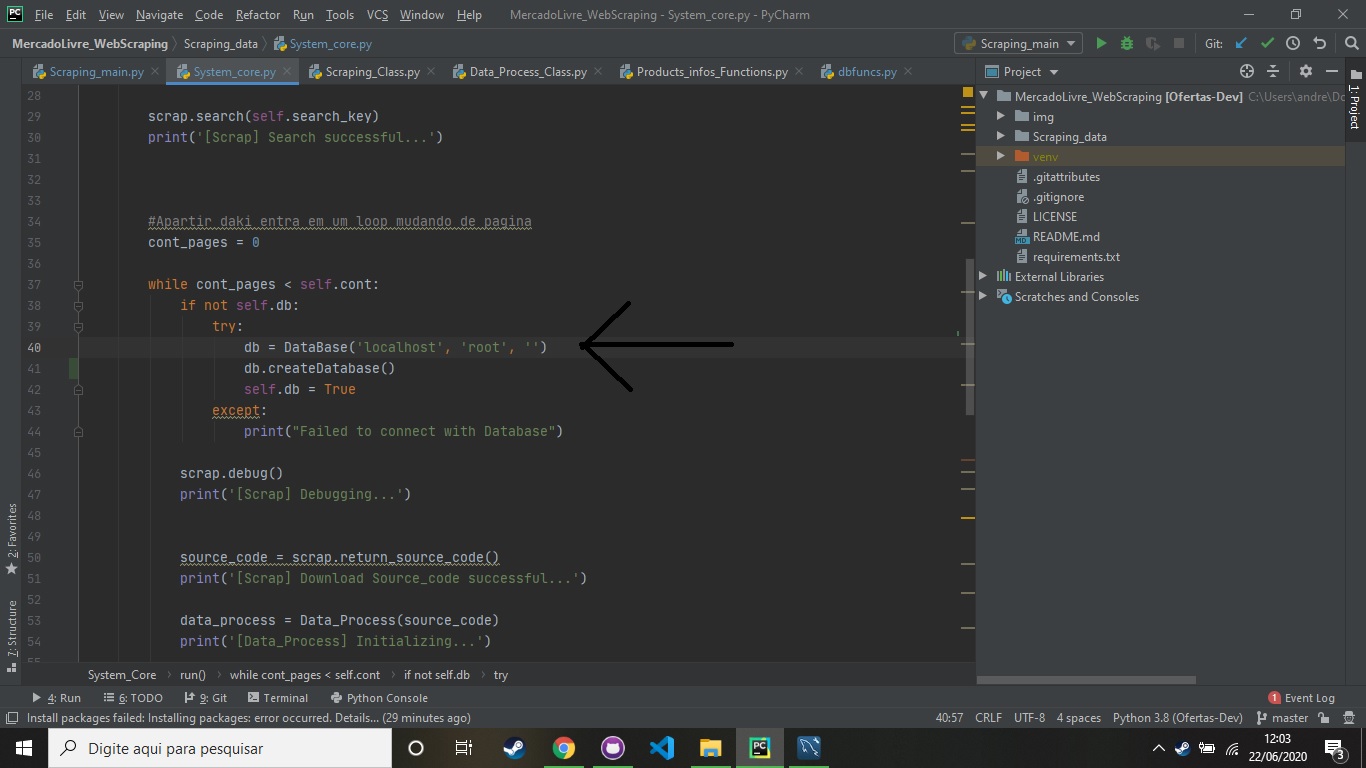 File Edit View Navigate Code Refactor Run Tools VCS Window Help MercadoLivre_WebScraping - System_core.py - PyCharm
MercadoLivre_WebScraping Scraping_data System_core.py Scraping_main Git:
Scraping_main.py System_core.py Scraping_Class.py Data_Process_Class.py Products_infos_Functions.py dbfuncs.py Project
28
29 scrap.search(self.search_key)
30 print('[Scrap] Search successful...')
31
32
33
34 #Apartir daki entra em um loop mudando de pagina
35 cont_pages = 0
36
37 while cont_pages < self.cont:
38 if not self.db:
39 try:
40 db = DataBase('localhost', 'root', '')
41 db.createDatabase()
42 self.db = True
43 except:
44 print("Failed to connect with Database")
45
46 scrap.debug()
47 print('[Scrap] Debugging...')
48
49
50 source_code = scrap.return_source_code()
51 print('[Scrap] Download Source_code successful...')
52
53 data_process = Data_Process(source_code)
54 print('[Data_Process] Initializing...')
MercadoLivre_WebScraping [Ofertas-Dev] C:\Users\andre\Do
img
Scraping_data
venv
.gitattributes
.gitignore
LICENSE
README.md
requirements.txt
External Libraries
Scratches and Consoles
1: Project
2: Favorites
7: Structure
System_Core run() while cont_pages < self.cont if not self.db try
4: Run 6: TODO 9: Git Terminal Python Console 1 Event Log
Install packages failed: Installing packages: error occurred. Details... (29 minutes ago) 40:57 CRLF UTF-8 4 spaces Python 3.8 (Ofertas-Dev) master
Digite aqui para pesquisar
12:03
22/06/2020
3